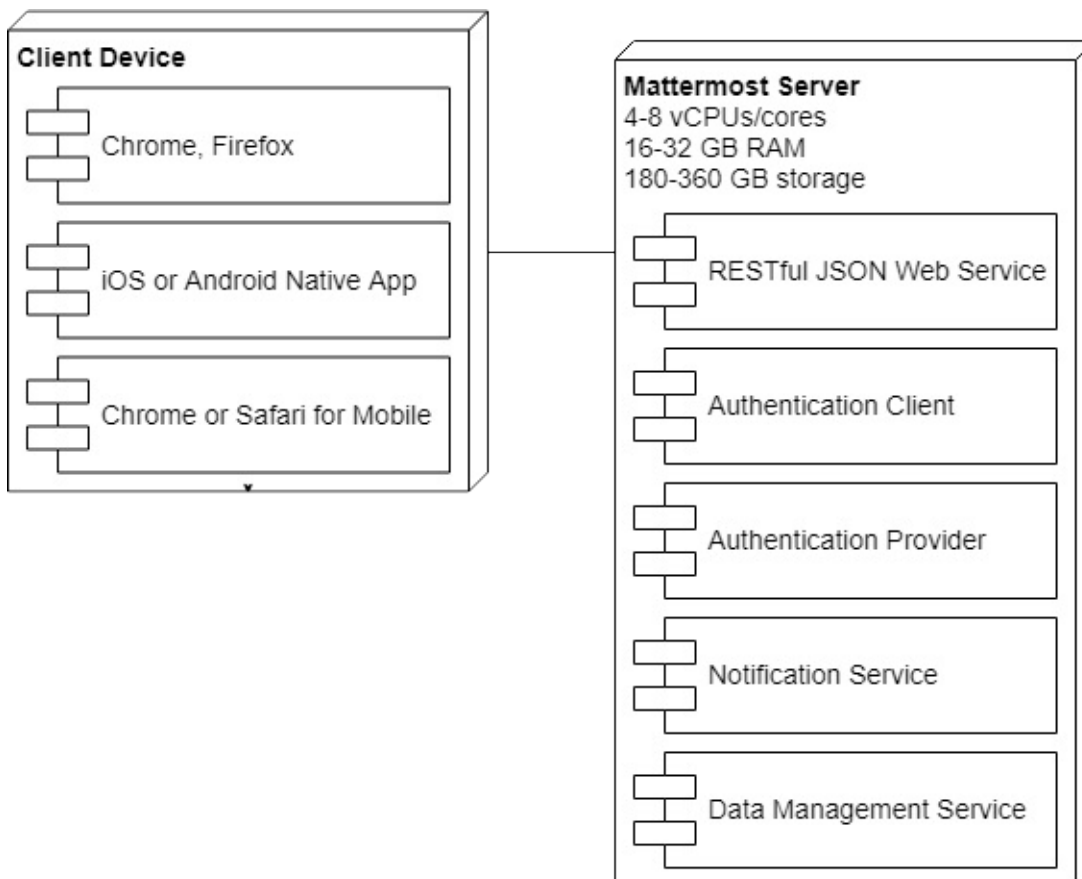 Client Device
Chrome, Firefox
iOS or Android Native App
Chrome or Safari for Mobile
Mattermost Server
4-8 vCPUs/cores
16-32 GB RAM
180-360 GB storage
RESTful JSON Web Service
Authentication Client
Authentication Provider
Notification Service
Data Management Service